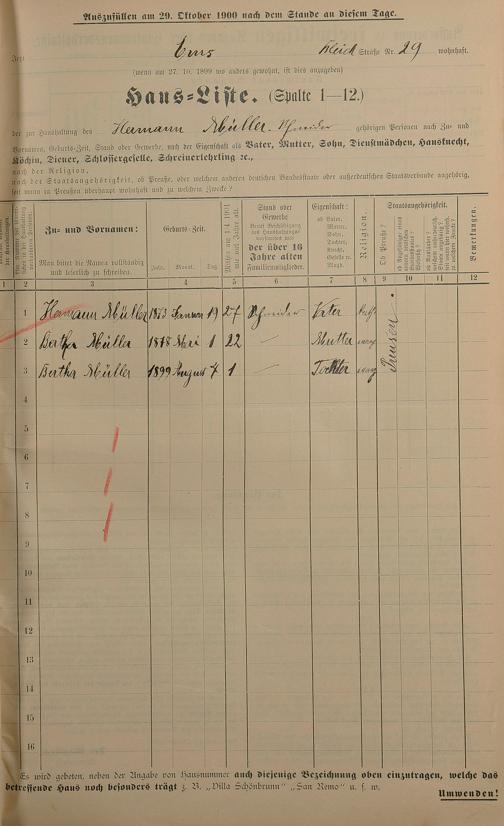 Auszufüllen am 29. Oktober 1900 nach dem Stande an diesem Tage.
Jetzt Ems Straße Nr. 29 wohnhaft.
(wenn am 27. 10. 1899 wo anders gewohnt, ist dies anzugeben)
Haus-Liste. (Spalte 1—12.)
der zur Haushaltung des Hermann Müller. Schneider gehörigen Personen nach Zu- und
Vornamen, Geburts-Zeit, Stand oder Gewerbe, nach der Eigenschaft als Vater, Mutter, Sohn, Dienstmädchen, Hausknecht,
Köchin, Diener, Schlossergeselle, Schreinerlehrling ꝛc.,
nach der Religion,
nach der Staatsangehörigkeit, ob Preuße, oder welchem anderen deutschen Bundesstaate oder außerdeutschen Staatsverbande angehörig,
seit wann in Preußen überhaupt wohnhaft und zu welchem Zwecke?
Zu- und Vornamen:
Man bittet die Namen vollständig und leserlich zu schreiben.
Geburts-Zeit.
Jahr. Monat. Tag.
Stand oder Gewerbe
der über 16 Jahre alten Familienmitglieder.
Eigenschaft:
ob Vater, Mutter, Sohn, Tochter, Knecht, Geselle u. Magd.
Religion.
Staatsangehörigkeit.
Ob Preuße?
Bemerkungen.
1 2 3 4 5 6 7 8 9 10 11 12
1 Hermann Müller 1873 Januar 19 27 Schneider Vater
2 Bertha Müller 1878 Mai 1 22 — Mutter evang
3 Bertha Müller 1899 August 7 1 — Tochter evang
Preussen
4
5
6
7
8
9
10
11
12
13
14
15
16
Es wird gebeten, neben der Angabe von Hausnummer auch diejenige Bezeichnung oben einzutragen, welche das
betreffende Haus noch besonders trägt z. B. „Villa Schönbrunn" „San Remo" u. s. w.
Umwenden!